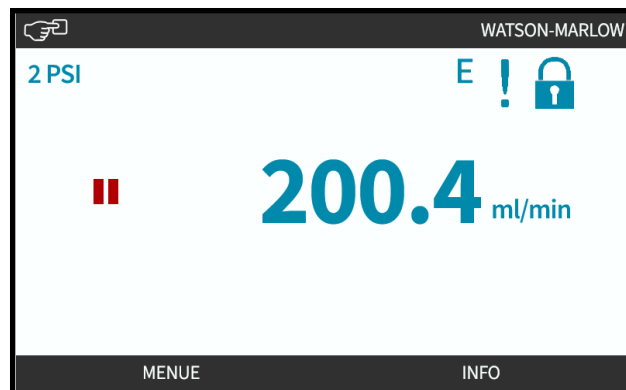 WATSON-MARLOW
2 PSI
E !
200.4 ml/min
MENUE
INFO